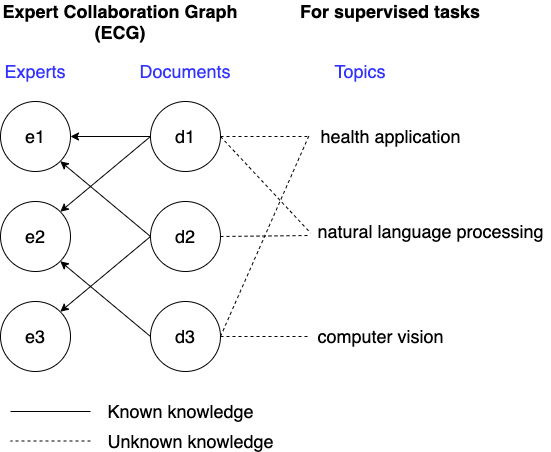 Expert Collaboration Graph
(ECG)
For supervised tasks
Experts
Documents
Topics
e1
d1
health application
e2
d2
natural language processing
e3
d3
computer vision
Known knowledge
Unknown knowledge